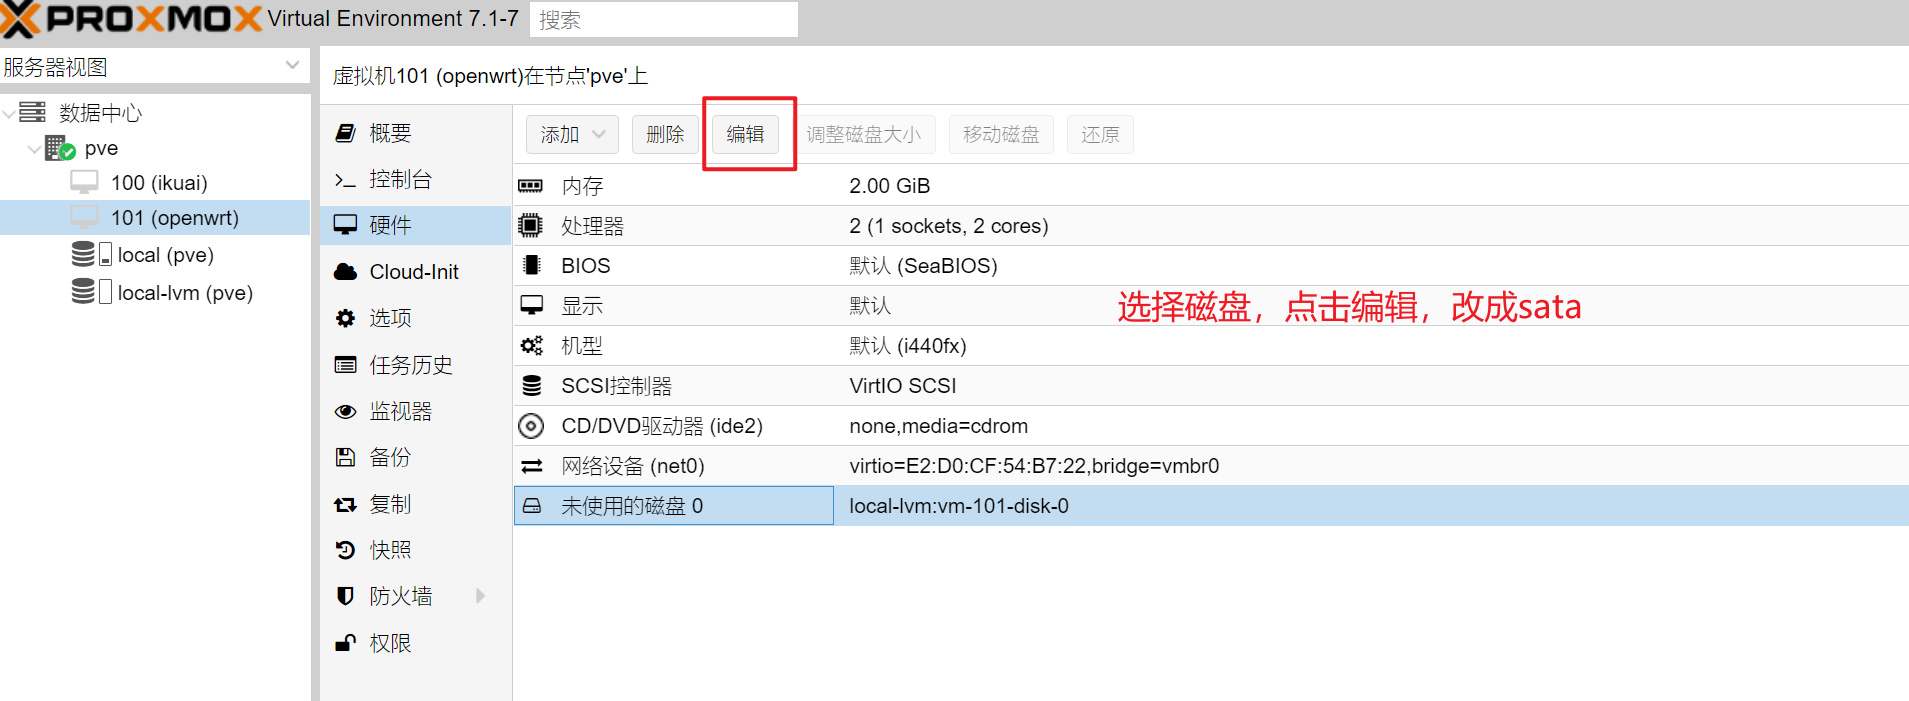 PROXMOX Virtual Environment 7.1-7 搜索
服务器视图
虚拟机101 (openwrt)在节点'pve'上
数据中心
pve
100 (ikuai)
101 (openwrt)
local (pve)
local-lvm (pve)
概要
控制台
硬件
Cloud-Init
选项
任务历史
监视器
备份
复制
快照
防火墙
权限
添加 删除 编辑 调整磁盘大小 移动磁盘 还原
内存 2.00 GiB
处理器 2 (1 sockets, 2 cores)
BIOS 默认 (SeaBIOS)
显示 默认
选择磁盘，点击编辑，改成sata
机型 默认 (i440fx)
SCSI控制器 VirtIO SCSI
CD/DVD驱动器 (ide2) none,media=cdrom
网络设备 (net0) virtio=E2:D0:CF:54:B7:22,bridge=vmbr0
未使用的磁盘 0 local-lvm:vm-101-disk-0